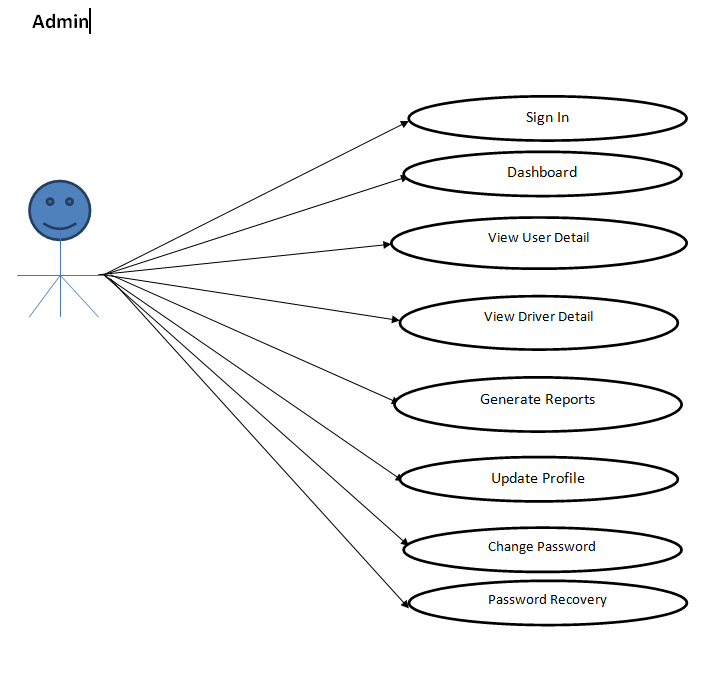 Admin
Sign In
Dashboard
View User Detail
View Driver Detail
Generate Reports
Update Profile
Change Password
Password Recovery